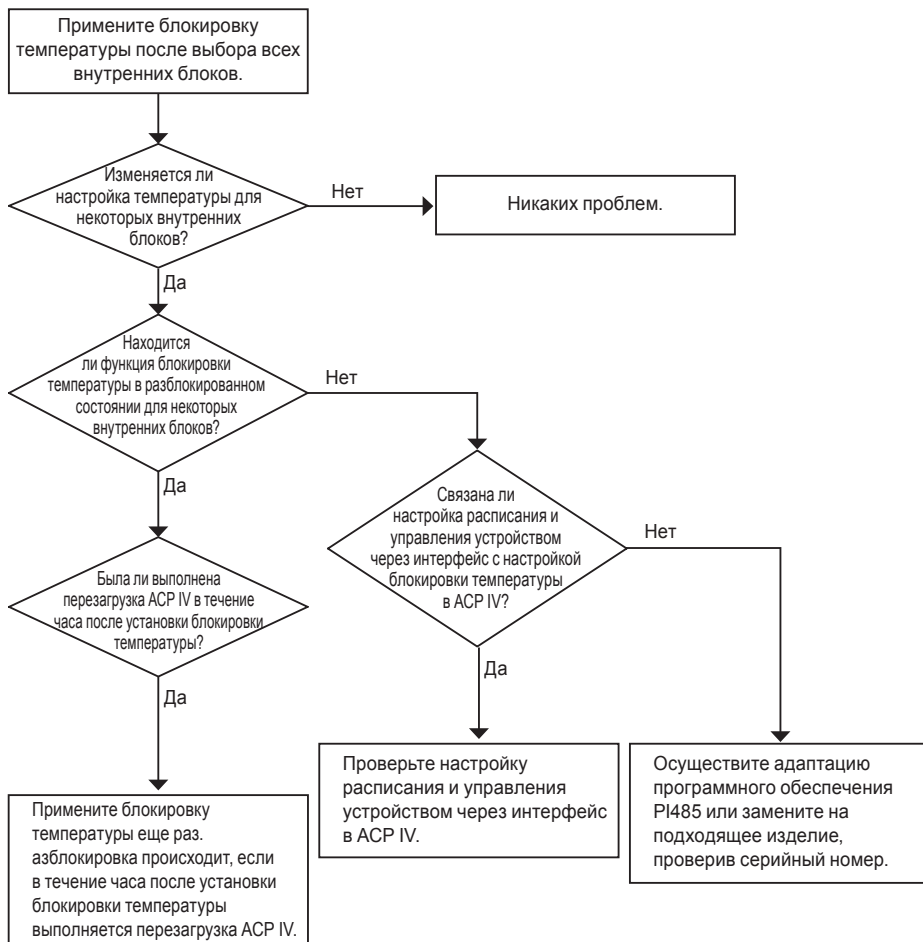 Примените блокировку
температуры после выбора всех
внутренних блоков.
Изменяется ли
настройка температуры для
некоторых внутренних
блоков?
Нет
Никаких проблем.
Да
Находится
ли функция блокировки
температуры в разблокированном
состоянии для некоторых
внутренних блоков?
Нет
Да
Связана ли
настройка расписания и
управления устройством
через интерфейс с настройкой
блокировки температуры
в ACP IV?
Нет
Была ли выполнена
перезагрузка ACP IV в течение
часа после установки блокировки
температуры?
Да
Да
Проверьте настройку
расписания и управления
устройством через интерфейс
в ACP IV.
Осуществите адаптацию
программного обеспечения
PI485 или замените на
подходящее изделие,
проверив серийный номер.
Примените блокировку
температуры еще раз.
азблокировка происходит, если
в течение часа после установки
блокировки температуры
выполняется перезагрузка ACP IV.